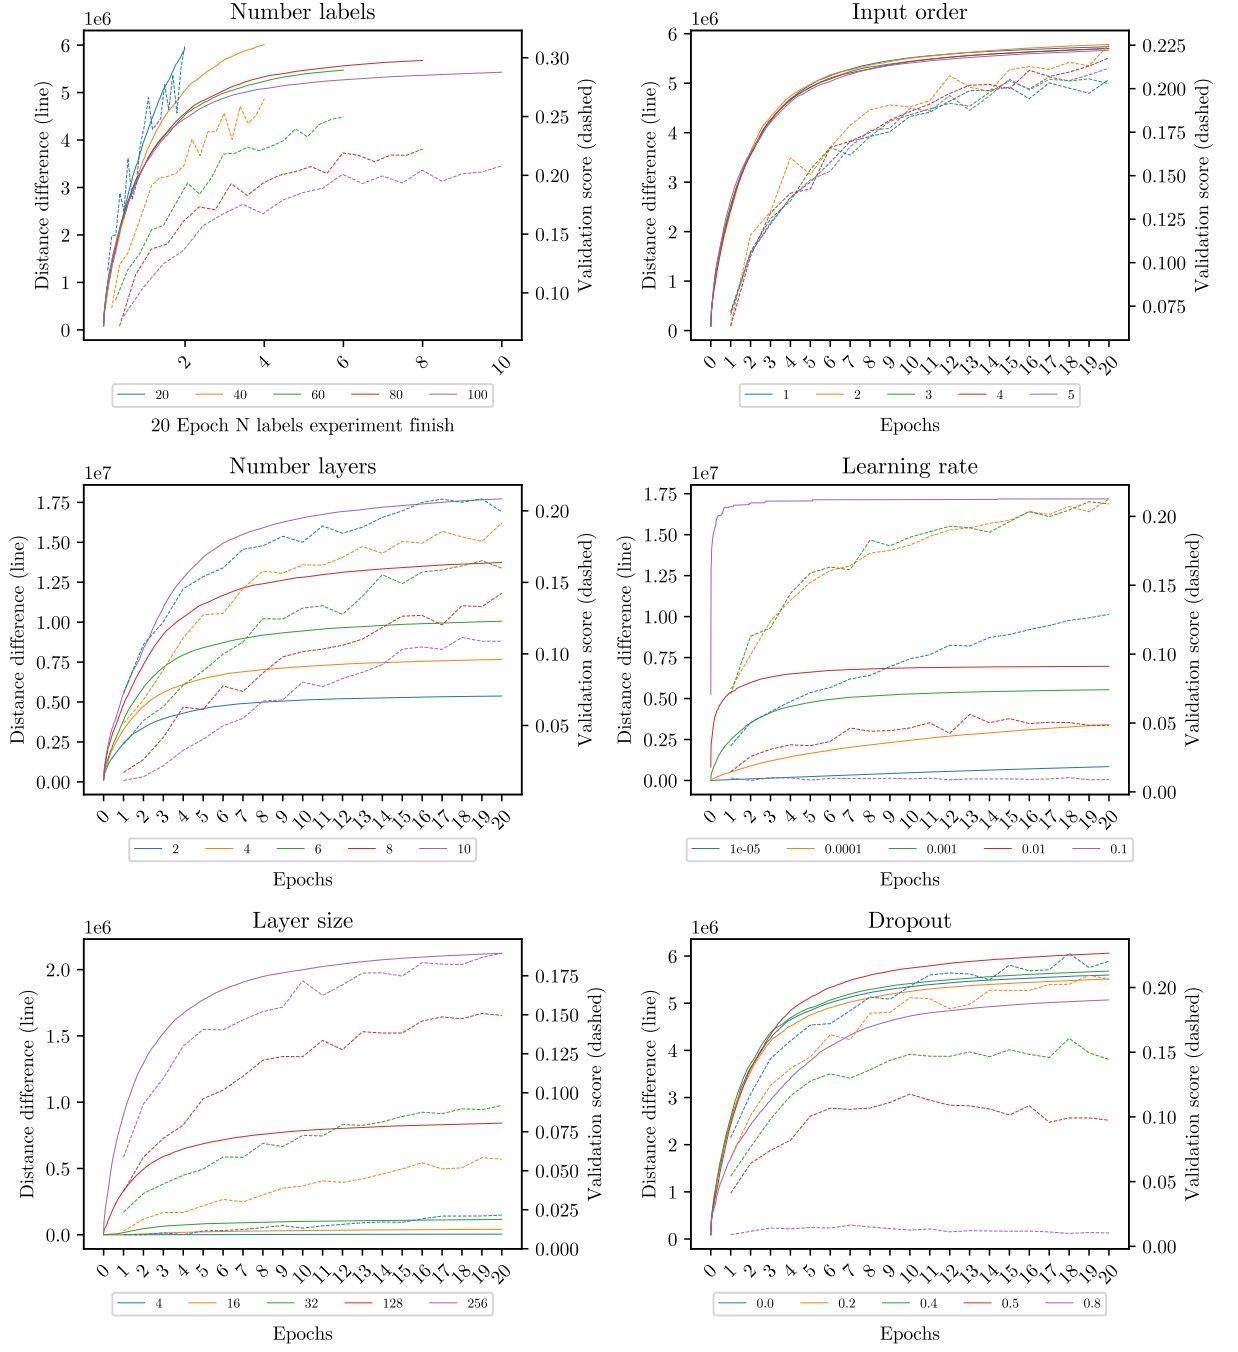 Number labels
1e6
Distance difference (line)
6
5
4
3
2
1
0
0.30
0.25
0.20
0.15
0.10
Validation score (dashed)
2 4 6 8 10
20 40 60 80 100
20 Epoch N labels experiment finish
Input order
1e6
Distance difference (line)
6
5
4
3
2
1
0
0.225
0.200
0.175
0.150
0.125
0.100
0.075
Validation score (dashed)
0 1 2 3 4 5 6 7 8 9 10 11 12 13 14 15 16 17 18 19 20
1 2 3 4 5
Epochs
Number layers
1e7
Distance difference (line)
1.75
1.50
1.25
1.00
0.75
0.50
0.25
0.00
0.20
0.15
0.10
0.05
Validation score (dashed)
0 1 2 3 4 5 6 7 8 9 10 11 12 13 14 15 16 17 18 19 20
2 4 6 8 10
Epochs
Learning rate
1e7
Distance difference (line)
1.75
1.50
1.25
1.00
0.75
0.50
0.25
0.00
0.20
0.15
0.10
0.05
0.00
Validation score (dashed)
0 1 2 3 4 5 6 7 8 9 10 11 12 13 14 15 16 17 18 19 20
1e-05 0.0001 0.001 0.01 0.1
Epochs
Layer size
1e6
Distance difference (line)
2.0
1.5
1.0
0.5
0.0
0.175
0.150
0.125
0.100
0.075
0.050
0.025
0.000
Validation score (dashed)
0 1 2 3 4 5 6 7 8 9 10 11 12 13 14 15 16 17 18 19 20
4 16 32 128 256
Epochs
Dropout
1e6
Distance difference (line)
6
5
4
3
2
1
0
0.20
0.15
0.10
0.05
0.00
Validation score (dashed)
0 1 2 3 4 5 6 7 8 9 10 11 12 13 14 15 16 17 18 19 20
0.0 0.2 0.4 0.5 0.8
Epochs